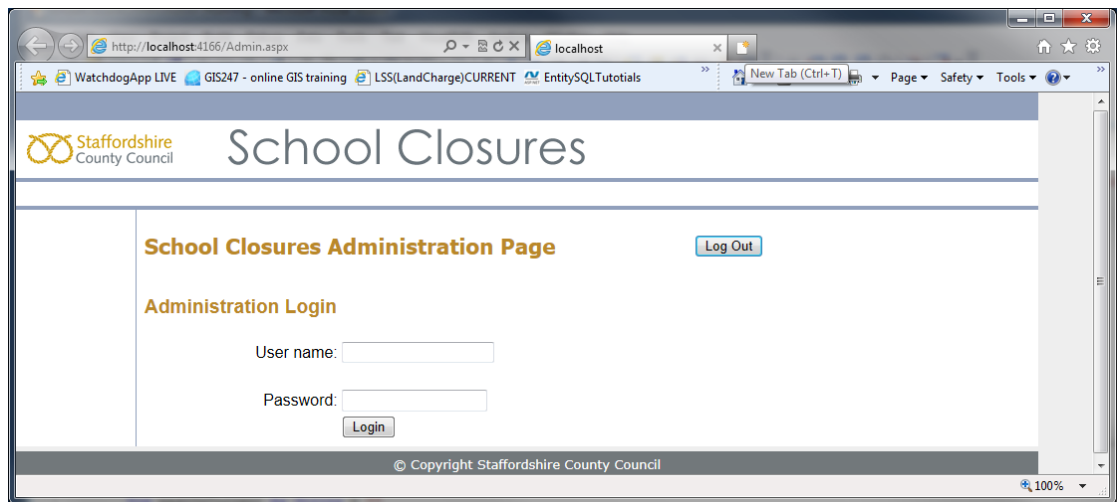 http://localhost:4166/Admin.aspx
localhost
WatchdogApp LIVE
GIS247 - online GIS training
LSS(LandCharge)CURRENT
EntitySQLTutotials
»
New Tab (Ctrl+T)
Page
Safety
Tools
»
Staffordshire
County Council
School Closures
School Closures Administration Page
Log Out
Administration Login
User name:
Password:
Login
© Copyright Staffordshire County Council
100%